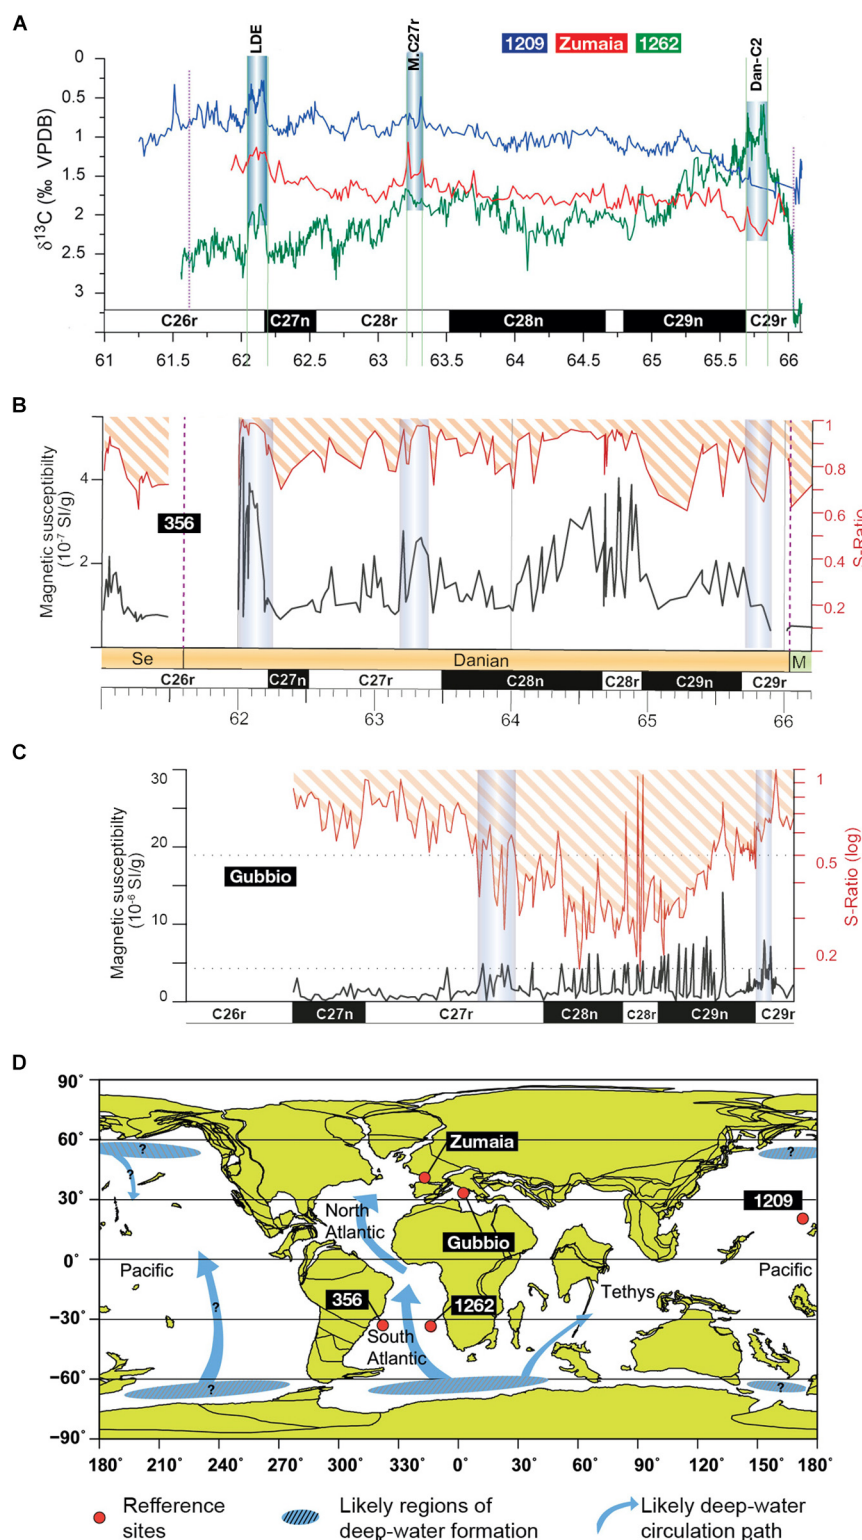 A
LDE
M.C27r
Dan-C2
1209 Zumaia 1262
0
0.5
1
1.5
2
2.5
3
δ13C (‰ VPDB)
C26r C27n C28r C28n C29n C29r
61 61.5 62 62.5 63 63.5 64 64.5 65 65.5 66
B
Magnetic susceptibilty
(10-7 SI/g)
4
2
356
1
0.8
0.6
0.4
0.2
S-Ratio
Se Danian M
C26r C27n C27r C28n C28r C29n C29r
62 63 64 65 66
C
Magnetic susceptibilty
(10-6 SI/g)
30
20
10
0
Gubbio
1
0.5
0.2
S-Ratio (log)
C26r C27n C27r C28n C28r C29n C29r
D
90°
60°
30°
0°
−30°
−60°
−90°
? ?
?
Zumaia
1209
North
Atlantic
Gubbio
Pacific Pacific
Tethys
?
356 1262
South
Atlantic
? ?
180° 210° 240° 270° 300° 330° 0° 30° 60° 90° 120° 150° 180°
Refference
sites
Likely regions of
deep-water formation
Likely deep-water
circulation path